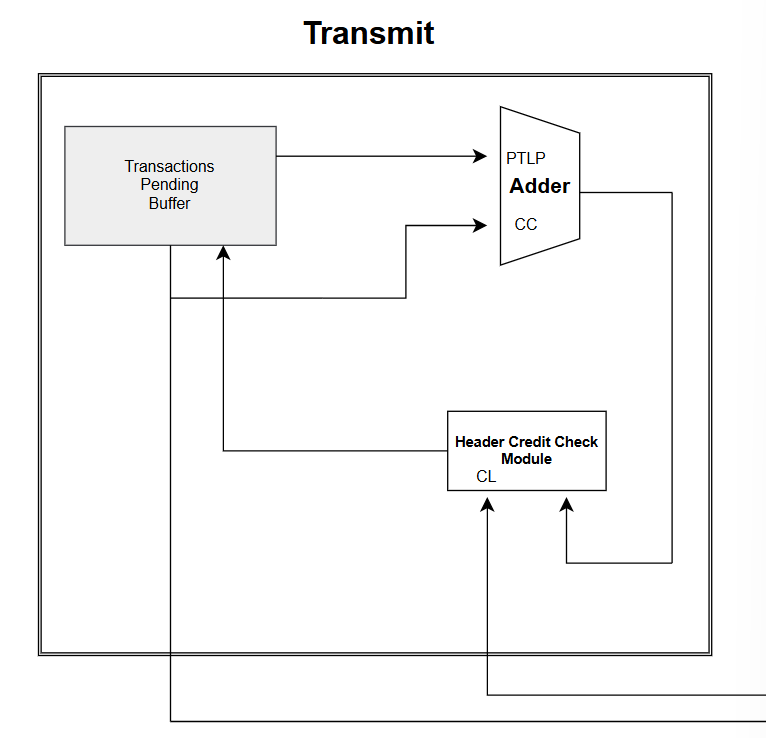 Transmit
Transactions
Pending
Buffer
PTLP
Adder
CC
Header Credit Check
Module
CL